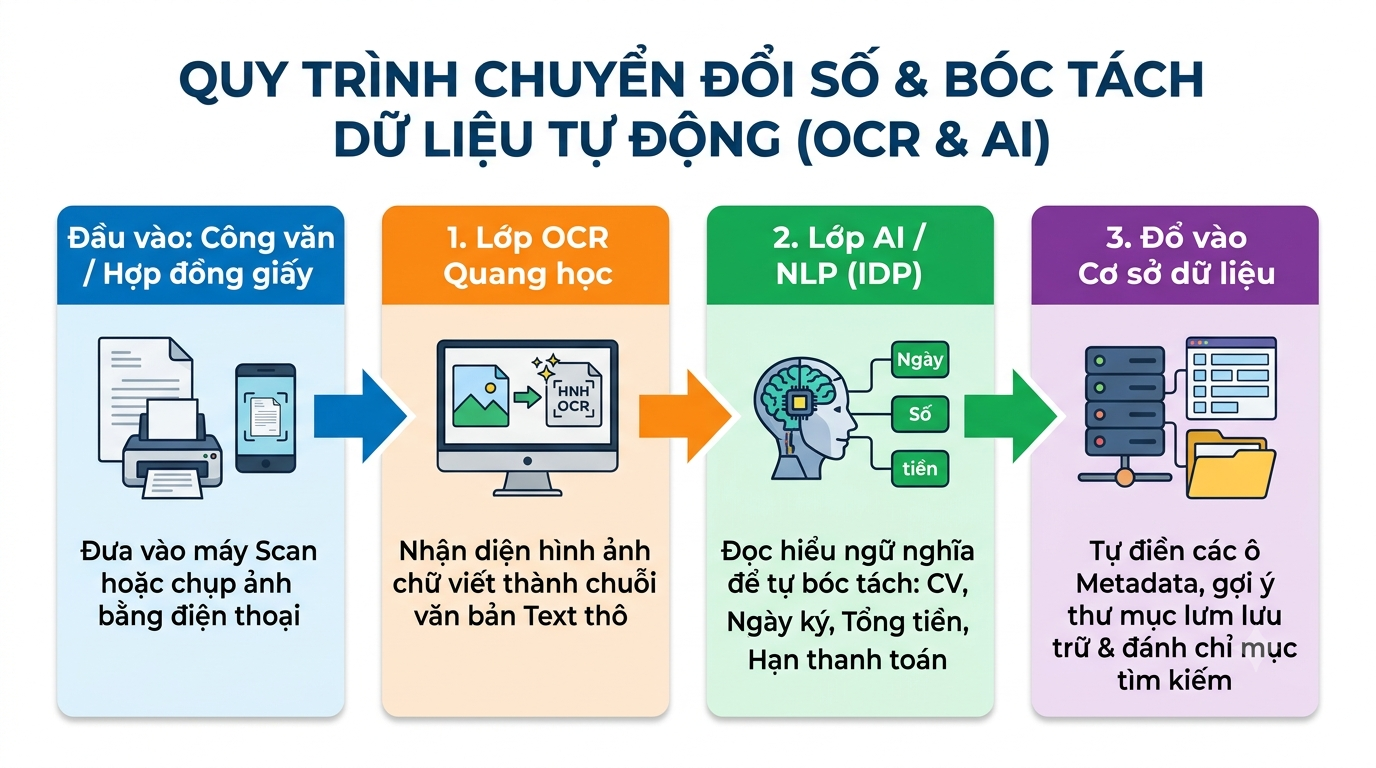 QUY TRÌNH CHUYỂN ĐỔI SỐ & BÓC TÁCH
DỮ LIỆU TỰ ĐỘNG (OCR & AI)
Đầu vào: Công văn
/ Hợp đồng giấy
Đưa vào máy Scan
hoặc chụp ảnh
bằng điện thoại
1. Lớp OCR
Quang học
HNH
OCR
Nhận diện hình ảnh
chữ viết thành chuỗi
văn bản Text thô
2. Lớp AI /
NLP (IDP)
Ngày
Số
tiền
Đọc hiểu ngữ nghĩa
để tự bóc tách: CV,
Ngày ký, Tổng tiền,
Hạn thanh toán
3. Đổ vào
Cơ sở dữ liệu
Tự điền các ô
Metadata, gợi ý
thư mục lưm lưu
trữ & đánh chỉ mục
tìm kiếm